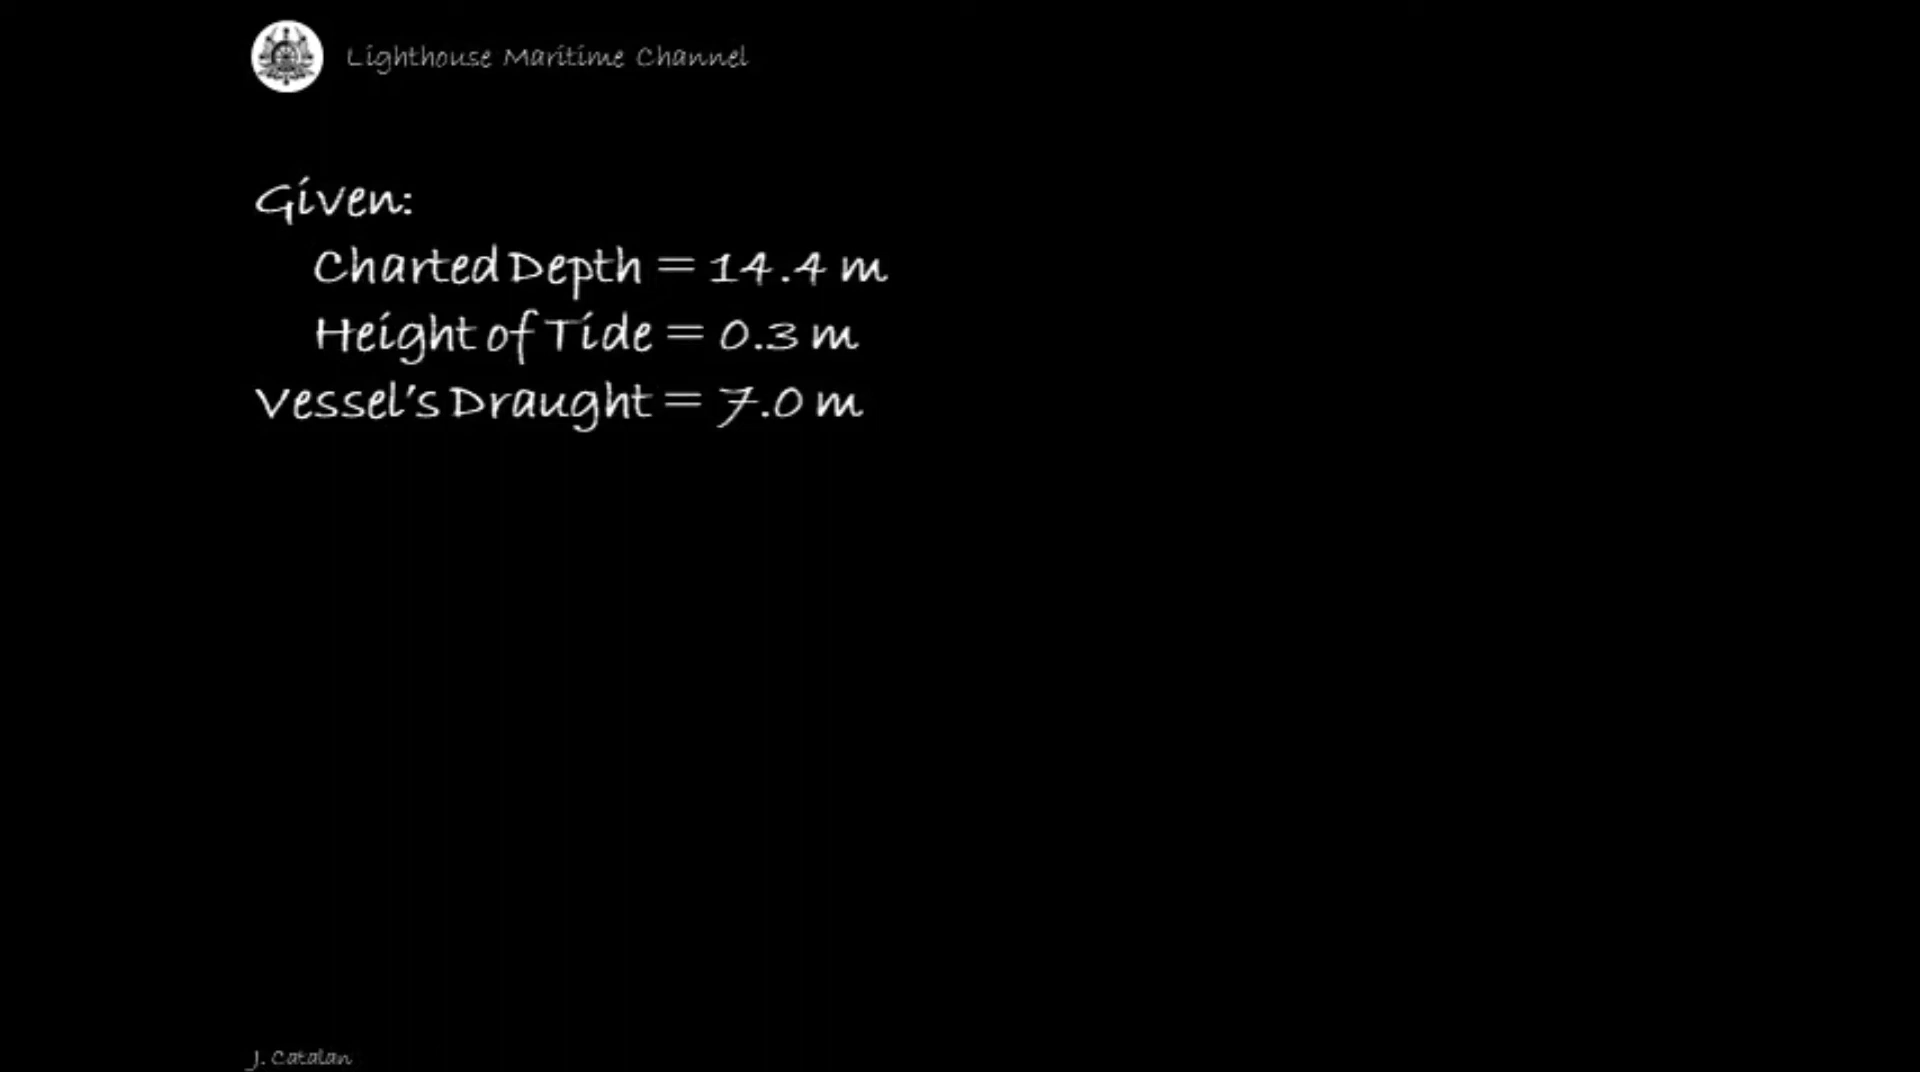 Lighthouse Maritime Channel
Given:
Charted Depth = 14.4 m
Height of Tide = 0.3 m
Vessel's Draught = 7.0 m
J. Catalan